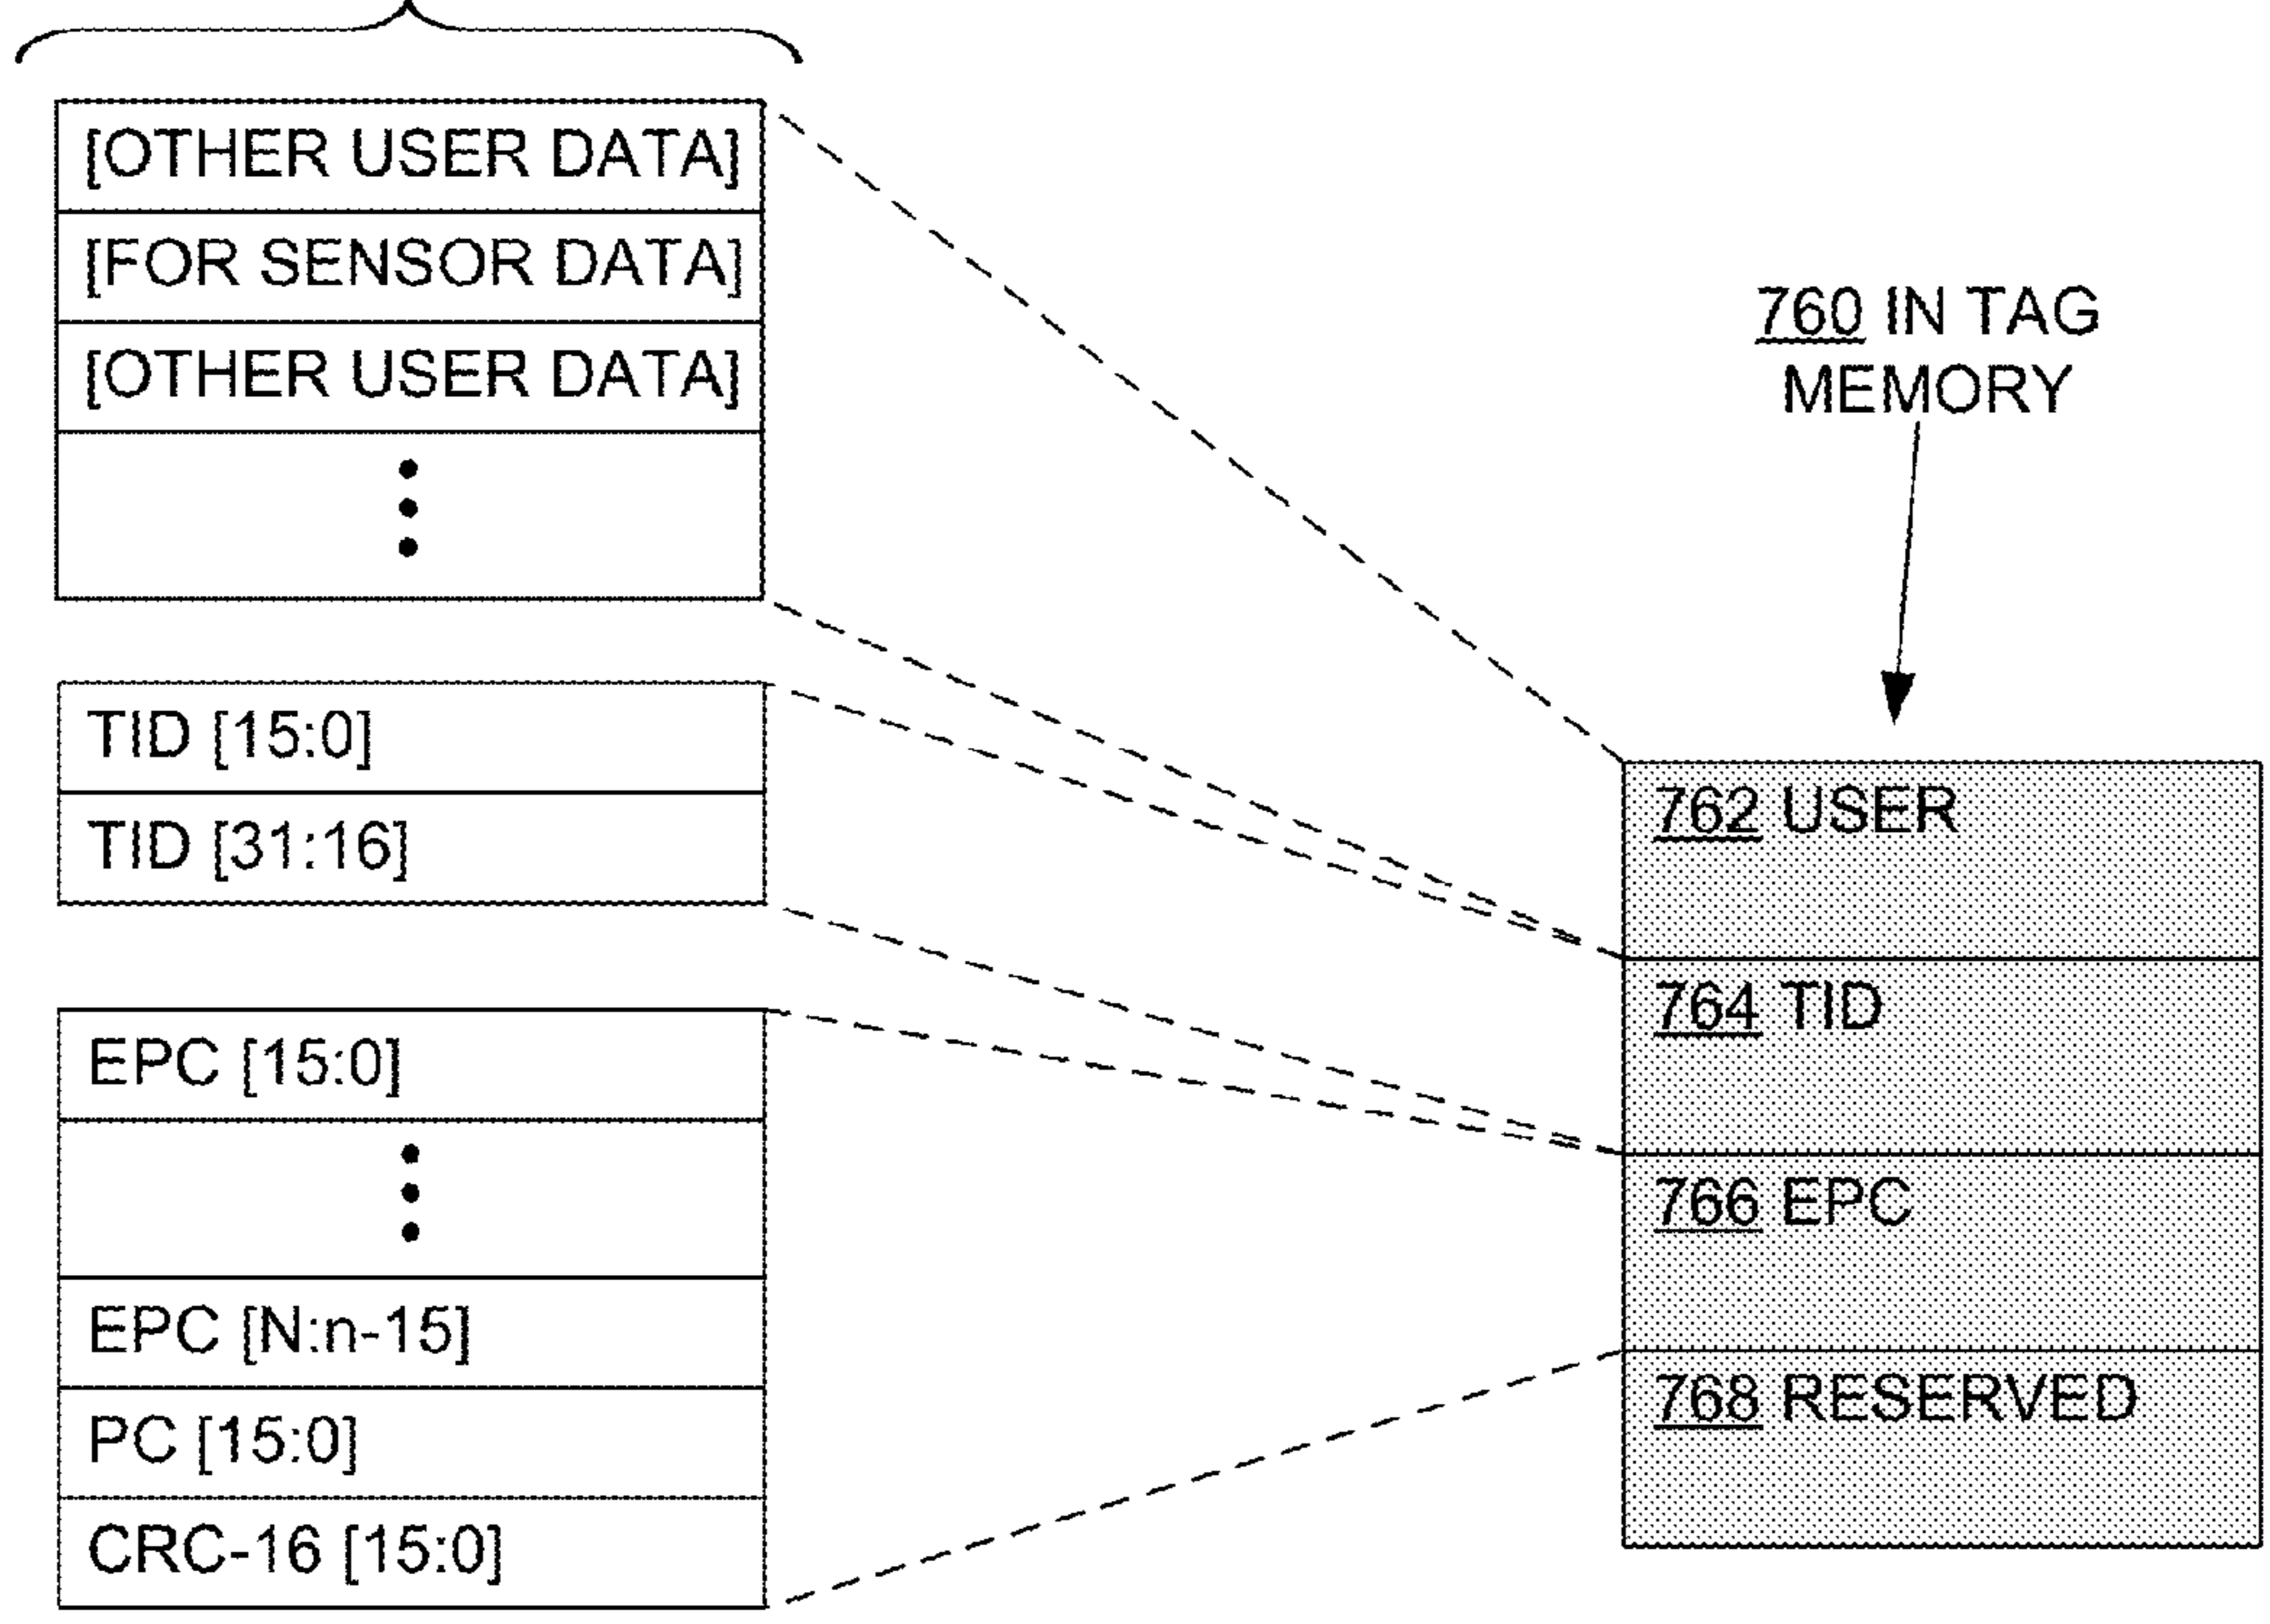 [OTHER USER DATA]
[FOR SENSOR DATA]
[OTHER USER DATA]
TID [15:0]
TID [31:16]
EPC [15:0]
EPC [N:n-15]
PC [15:0]
CRC-16 [15:0]
760 IN TAG
MEMORY
762 USER
764 TID
766 EPC
768 RESERVED